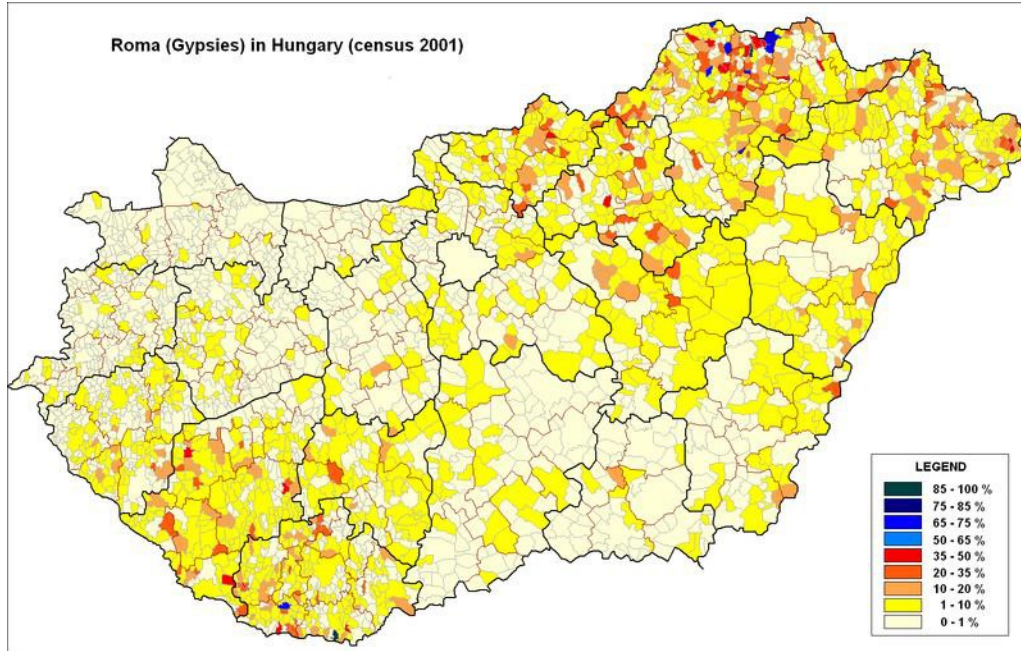 Roma (Gypsies) in Hungary (census 2001)
LEGEND
85 - 100 %
75 - 85 %
65 - 75 %
50 - 65 %
35 - 50 %
20 - 35 %
10 - 20 %
1 - 10 %
0 - 1 %